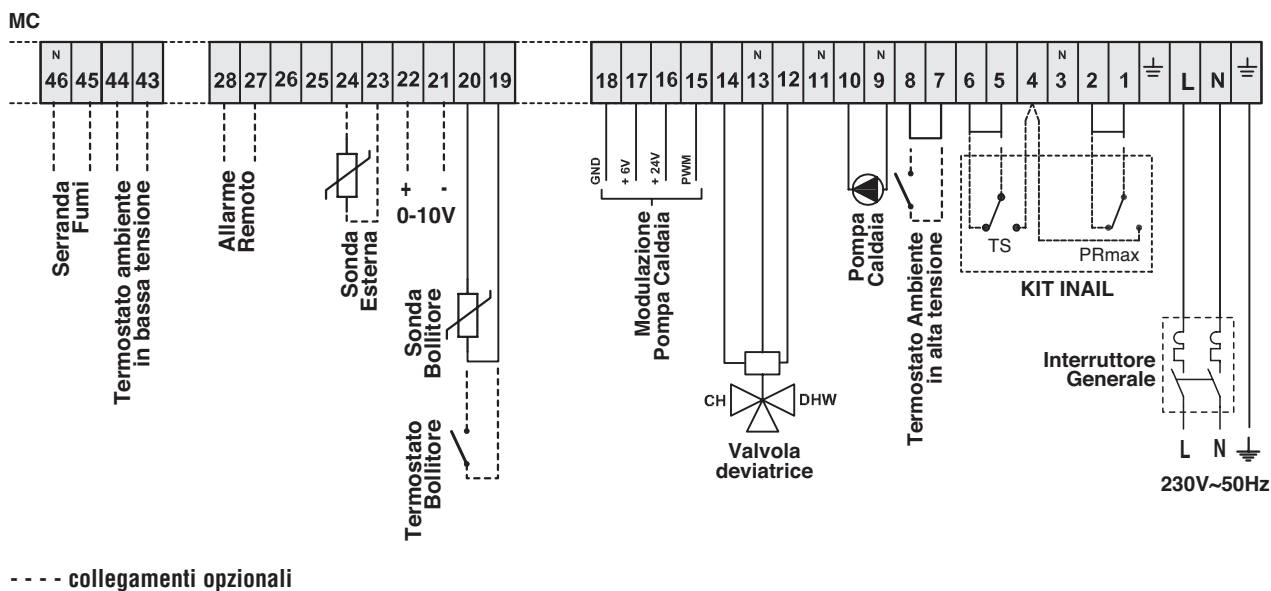 MC
N N N N N
46 45 44 43 28 27 26 25 24 23 22 21 20 19 18 17 16 15 14 13 12 11 10 9 8 7 6 5 4 3 2 1 L N
Serranda
Fumi
Termostato ambiente
in bassa tensione
Allarme
Remoto
Sonda
Esterna
+ -
0-10V
Sonda
Bollitore
Termostato
Bollitore
GND
+ 6V
+ 24V
PWM
Modulazione
Pompa Caldaia
CH
DHW
Valvola
deviatrice
Pompa
Caldaia
Termostato Ambiente
in alta tensione
TS
PRmax
KIT INAIL
Interruttore
Generale
L N
230V~50Hz
- - - - collegamenti opzionali